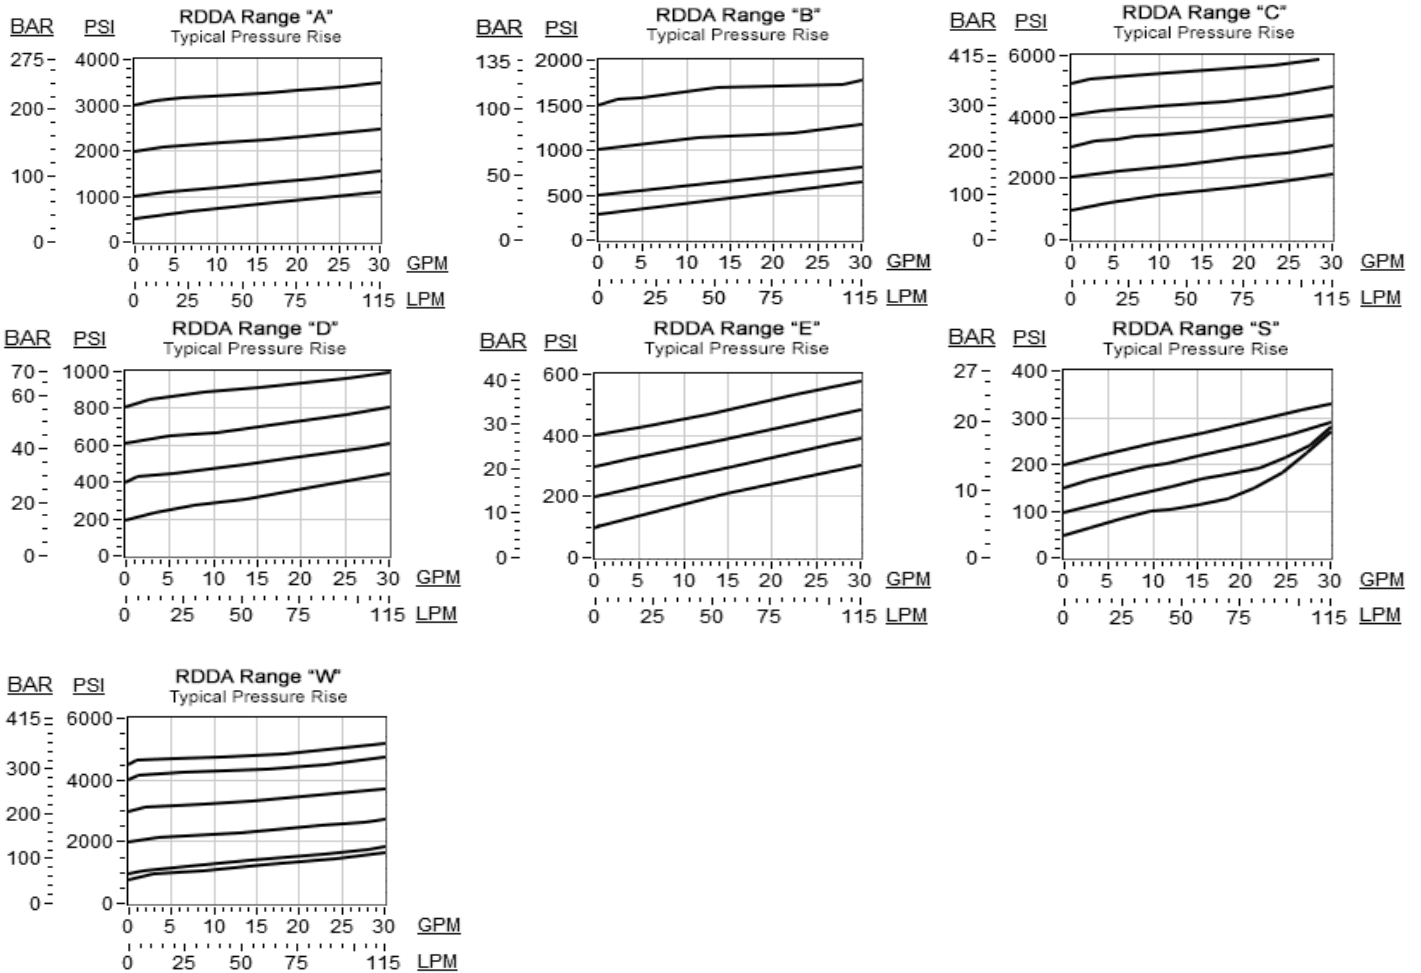 RDDA Range "A"
Typical Pressure Rise
BAR PSI
275 4000
200 3000
2000
100 1000
0 0
0 5 10 15 20 25 30 GPM
0 25 50 75 115 LPM
RDDA Range "B"
Typical Pressure Rise
BAR PSI
135 2000
100 1500
1000
50 500
0 0
0 5 10 15 20 25 30 GPM
0 25 50 75 115 LPM
RDDA Range "C"
Typical Pressure Rise
BAR PSI
415 6000
300
4000
200
2000
100
0 0
0 5 10 15 20 25 30 GPM
0 25 50 75 115 LPM
RDDA Range "D"
Typical Pressure Rise
BAR PSI
70 1000
60 800
40 600
400
20 200
0 0
0 5 10 15 20 25 30 GPM
0 25 50 75 115 LPM
RDDA Range "E"
Typical Pressure Rise
BAR PSI
40 600
30 400
20
200
10
0 0
0 5 10 15 20 25 30 GPM
0 25 50 75 115 LPM
RDDA Range "S"
Typical Pressure Rise
BAR PSI
27 400
20 300
200
10 100
0 0
0 5 10 15 20 25 30 GPM
0 25 50 75 115 LPM
RDDA Range "W"
Typical Pressure Rise
BAR PSI
415 6000
300 4000
200
2000
100
0 0
0 5 10 15 20 25 30 GPM
0 25 50 75 115 LPM